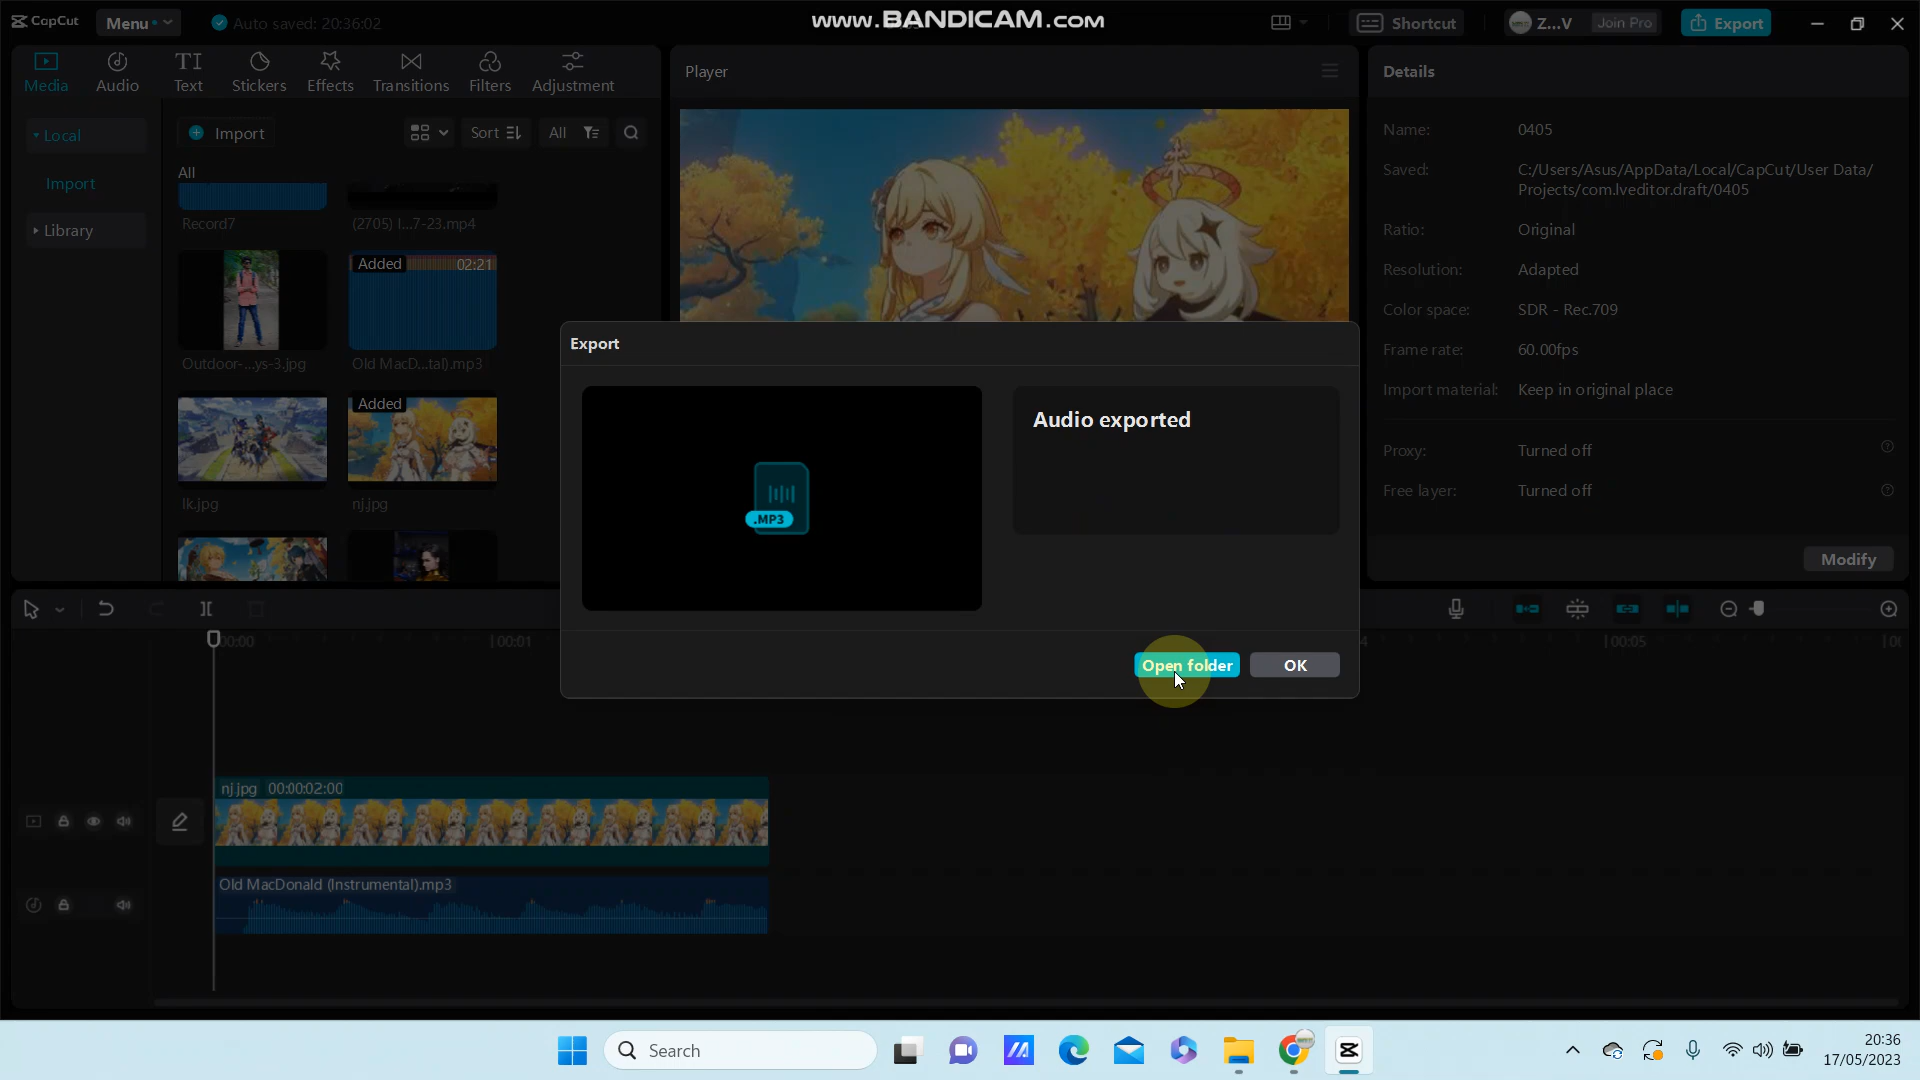 CapCut
Menu
Auto saved: 20:36:02
www.BANDICAM.COM
Shortcut
Z...V
Join Pro
Export
Media
Audio
Text
Stickers
Effects
Transitions
Filters
Adjustment
Player
Details
Local
Import
Library
Import
Sort
All
All
Record7
(2705) l...7-23.mp4
Added
02:21
Outdoor-...ys-3.jpg
Old MacD...tal).mp3
Added
lk.jpg
nj.jpg
Name:
0405
Saved:
C:/Users/Asus/AppData/Local/CapCut/User Data/
Projects/com.lveditor.draft/0405
Ratio:
Original
Resolution:
Adapted
Color space:
SDR - Rec.709
Frame rate:
60.00fps
Import material:
Keep in original place
Proxy:
Turned off
Free layer:
Turned off
Modify
Export
.MP3
Audio exported
Open folder
OK
00:00
00:01
00:05
nj.jpg 00:00:02:00
Old MacDonald (Instrumental).mp3
Search
20:36
17/05/2023